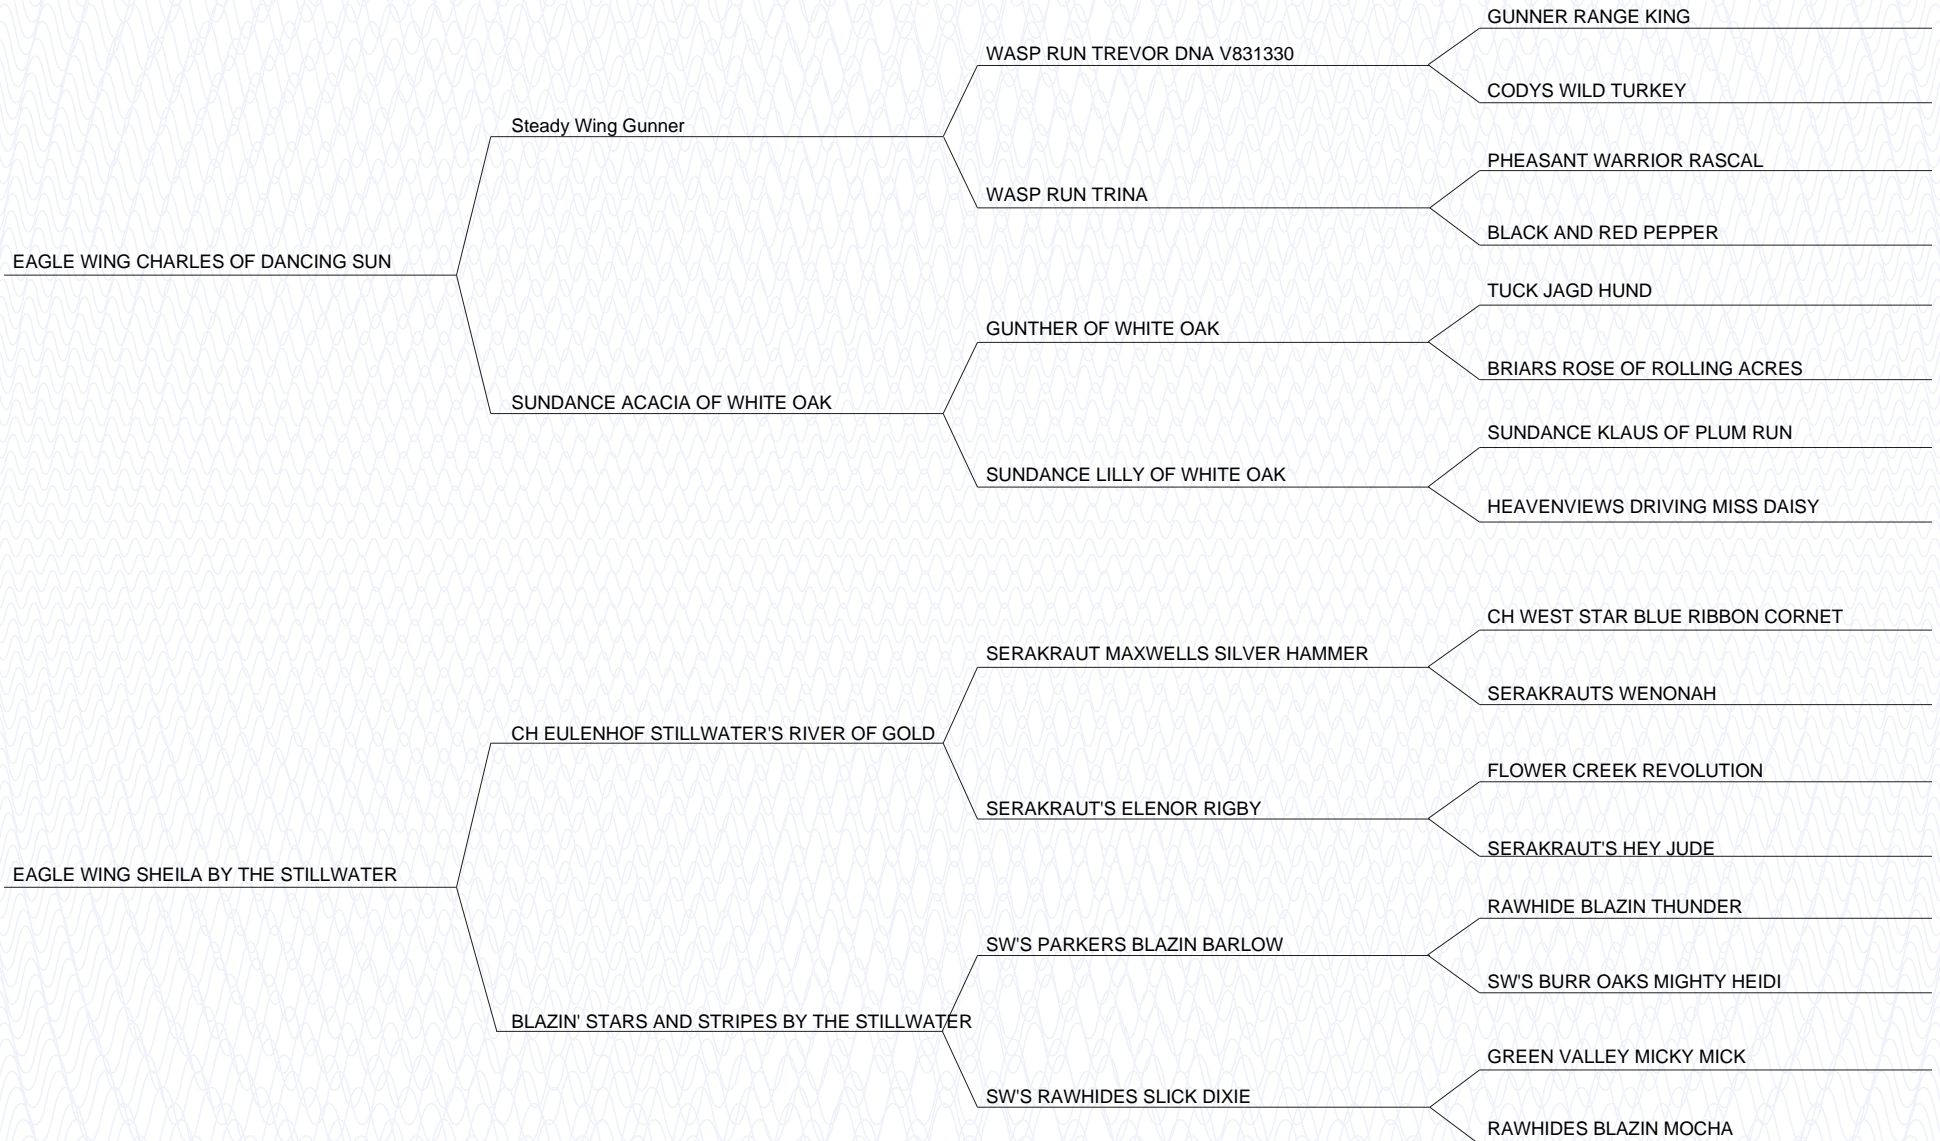 GUNNER RANGE KING
WASP RUN TREVOR DNA V831330
CODYS WILD TURKEY
Steady Wing Gunner
PHEASANT WARRIOR RASCAL
WASP RUN TRINA
BLACK AND RED PEPPER
EAGLE WING CHARLES OF DANCING SUN
TUCK JAGD HUND
GUNTHER OF WHITE OAK
BRIARS ROSE OF ROLLING ACRES
SUNDANCE ACACIA OF WHITE OAK
SUNDANCE KLAUS OF PLUM RUN
SUNDANCE LILLY OF WHITE OAK
HEAVENVIEWS DRIVING MISS DAISY
CH WEST STAR BLUE RIBBON CORNET
SERAKRAUT MAXWELLS SILVER HAMMER
SERAKRAUTS WENONAH
CH EULENHOF STILLWATER'S RIVER OF GOLD
FLOWER CREEK REVOLUTION
SERAKRAUT'S ELENOR RIGBY
SERAKRAUT'S HEY JUDE
EAGLE WING SHEILA BY THE STILLWATER
RAWHIDE BLAZIN THUNDER
SW'S PARKERS BLAZIN BARLOW
SW'S BURR OAKS MIGHTY HEIDI
BLAZIN' STARS AND STRIPES BY THE STILLWATER
GREEN VALLEY MICKY MICK
SW'S RAWHIDES SLICK DIXIE
RAWHIDES BLAZIN MOCHA